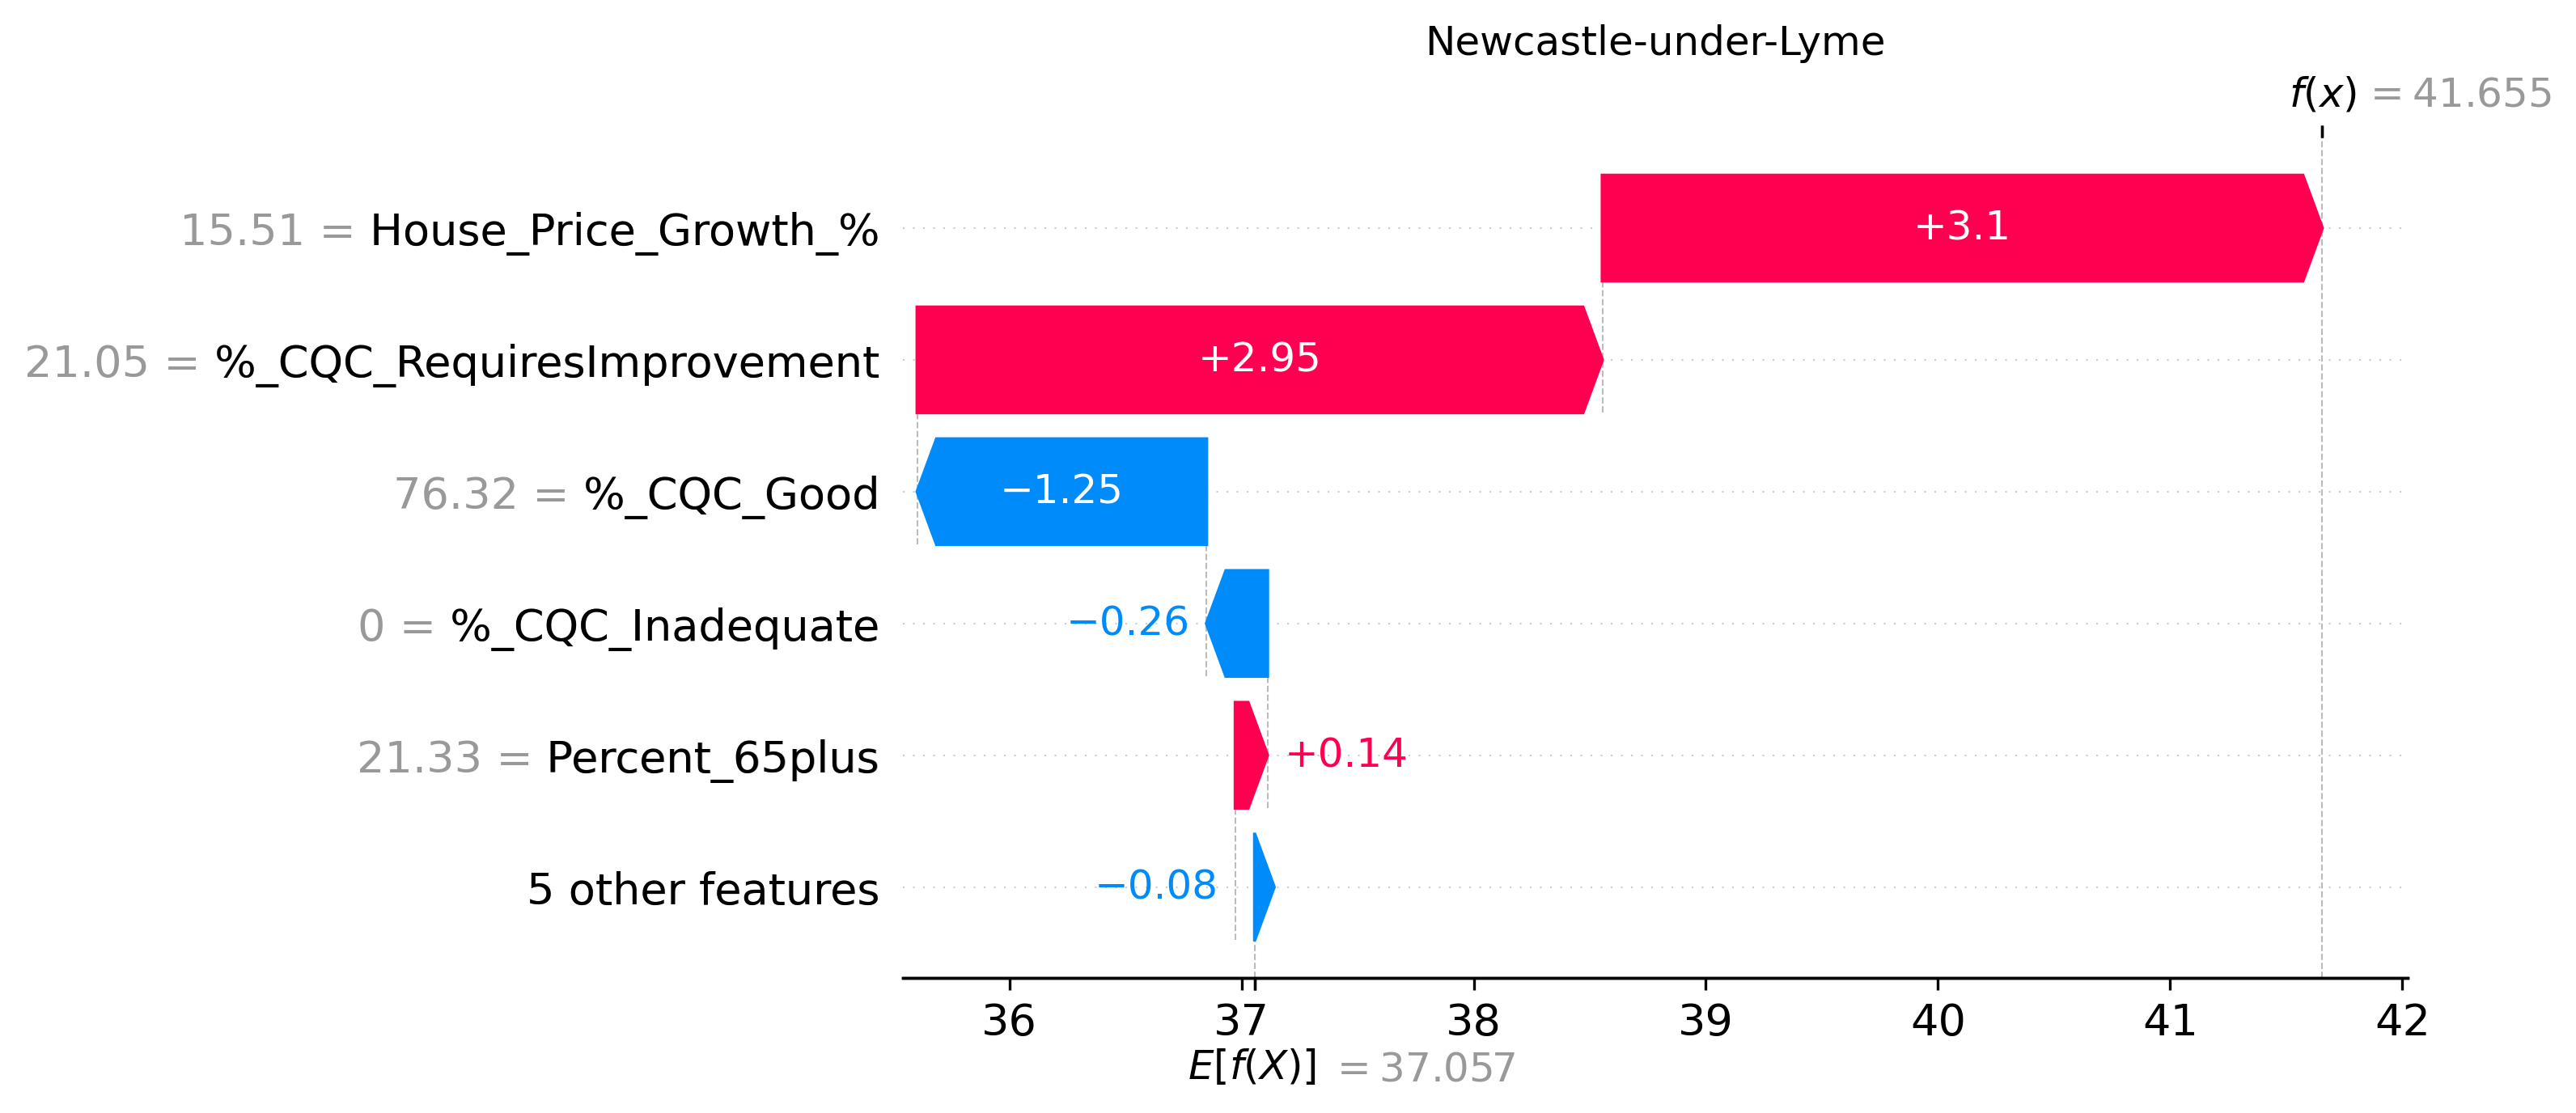 Newcastle-under-Lyme
f(x) = 41.655
15.51 = House_Price_Growth_%
+3.1
21.05 = %_CQC_RequiresImprovement
+2.95
76.32 = %_CQC_Good
−1.25
0 = %_CQC_Inadequate
−0.26
21.33 = Percent_65plus
+0.14
5 other features
−0.08
36 37 38 39 40 41 42
E[f(X)] = 37.057